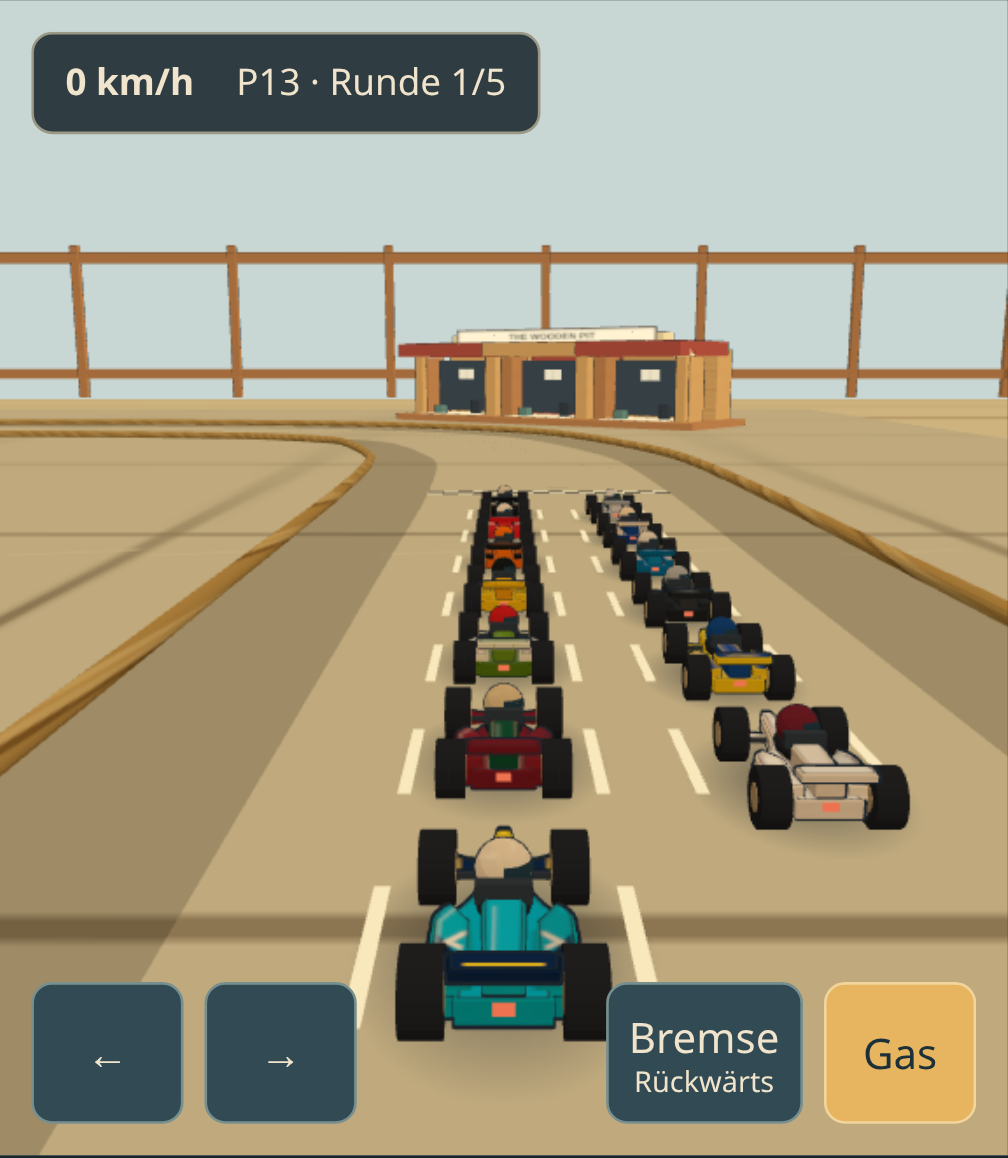 0 km/h P13 · Runde 1/5
THE WOODEN PIT
← →
Bremse
Rückwärts
Gas